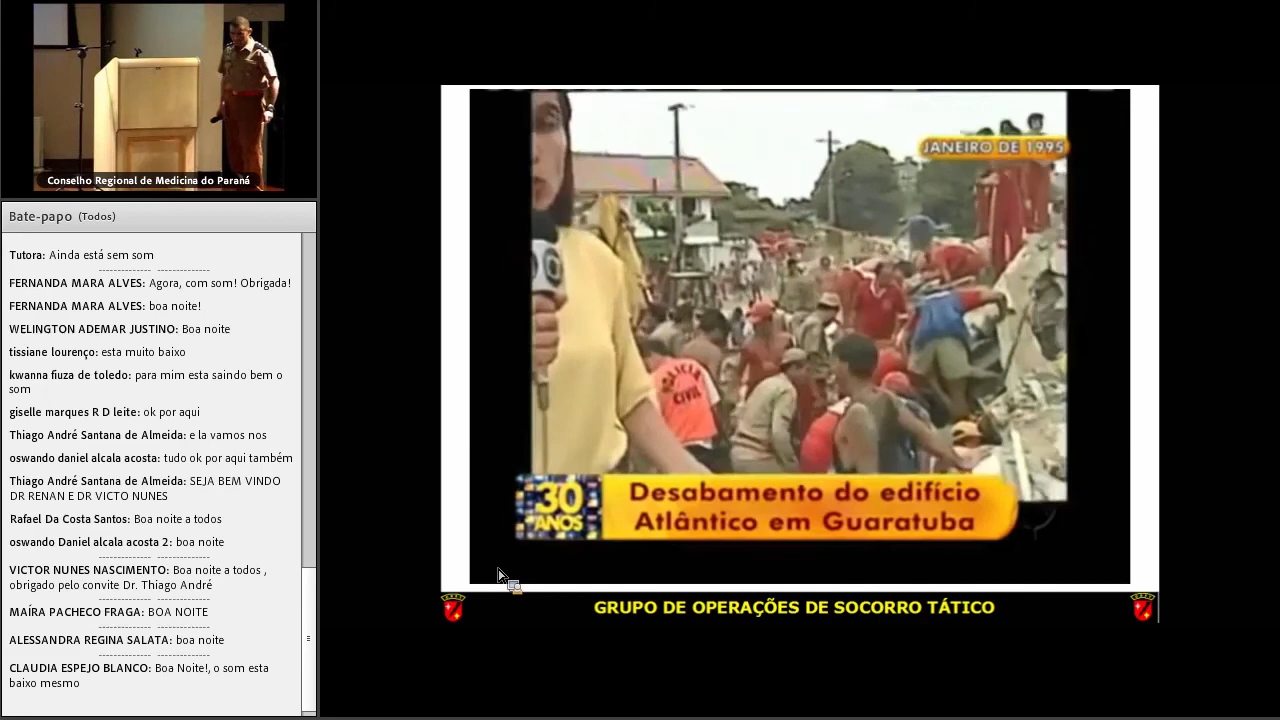 Conselho Regional de Medicina do Paraná
Bate-papo (Todos)
Tutora: Ainda está sem som
FERNANDA MARA ALVES: Agora, com som! Obrigada!
FERNANDA MARA ALVES: boa noite!
WELINGTON ADEMAR JUSTINO: Boa noite
tissiane lourenço: esta muito baixo
kwanna fiuza de toledo: para mim esta saindo bem o
som
giselle marques R D leite: ok por aqui
Thiago André Santana de Almeida: e la vamos nos
oswando daniel alcala acosta: tudo ok por aqui também
Thiago André Santana de Almeida: SEJA BEM VINDO
DR RENAN E DR VICTO NUNES
Rafael Da Costa Santos: Boa noite a todos
oswando Daniel alcala acosta 2: boa noite
VICTOR NUNES NASCIMENTO: Boa noite a todos ,
obrigado pelo convite Dr. Thiago André
MAÍRA PACHECO FRAGA: BOA NOITE
ALESSANDRA REGINA SALATA: boa noite
CLAUDIA ESPEJO BLANCO: Boa Noite!, o som esta
baixo mesmo
JANEIRO DE 1995
POLICIA
CIVIL
30
ANOS
Desabamento do edifício
Atlântico em Guaratuba
GRUPO DE OPERAÇÕES DE SOCORRO TÁTICO